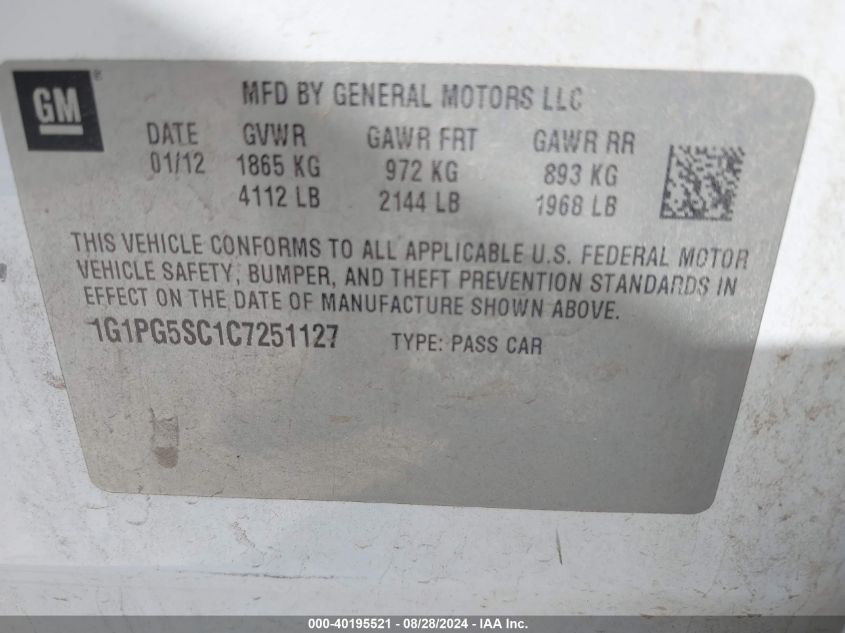 GM ® MFD BY GENERAL MOTORS LLC
DATE GVWR GAWR FRT GAWR RR
01/12 1865 KG 972 KG 893 KG
4112 LB 2144 LB 1968 LB
THIS VEHICLE CONFORMS TO ALL APPLICABLE U.S. FEDERAL MOTOR
VEHICLE SAFETY, BUMPER, AND THEFT PREVENTION STANDARDS IN
EFFECT ON THE DATE OF MANUFACTURE SHOWN ABOVE.
1G1PG5SC1C7251127 TYPE: PASS CAR
000-40195521 - 08/28/2024 - IAA Inc.